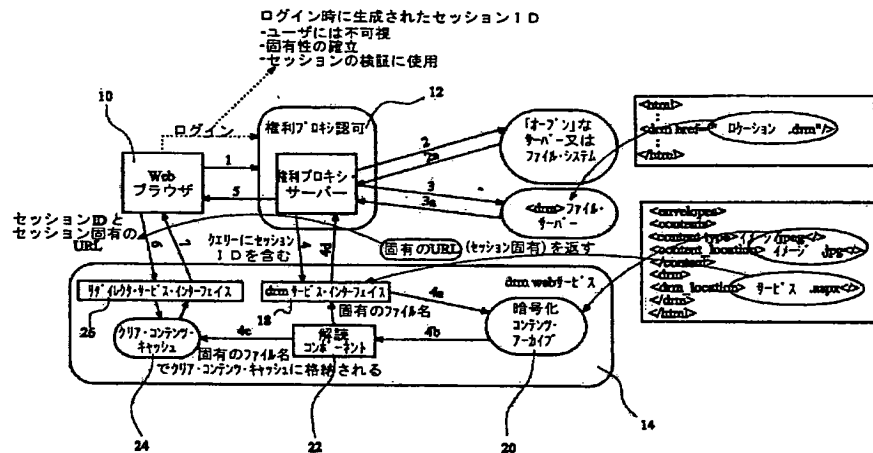 ログイン時に生成されたセッションID
-ユーザには不可視
-固有性の確立
-セッションの検証に使用
10
12
ログイン
権利プロキシ認可
Web
ブラウザ
1
5
権利プロキシ・
サーバー
2
2a
3
3a
「オープン」な
サーバー又は
ファイル・システム
<drm>ファイル・
サーバー
<html>
:
<drm href=
ロケーション .drm"/>
:
</html>
セッションIDと
セッション固有の
URL
6
7
クエリーにセッション
IDを含む
4
4d
固有のURL
(セッション固有)を返す
<envelopes>
<contents>
<content-type>イメージ/jpeg</>
<content_location>
イメージ .jpg</>
</content>
<drm>
<drm_location>
サービス .aspx</>
</drm>
</html>
リダイレクタ・サービス・インターフェイス
26
drmサービス・インターフェイス
18
drm webサービス
4a
固有のファイル名
暗号化
コンテンツ・
アーカイブ
4b
解読
コンポーネント
4c
クリア・コンテンツ・
キャッシュ
固有のファイル名
でクリア・コンテンツ・キャッシュに格納される
24
22
20
14